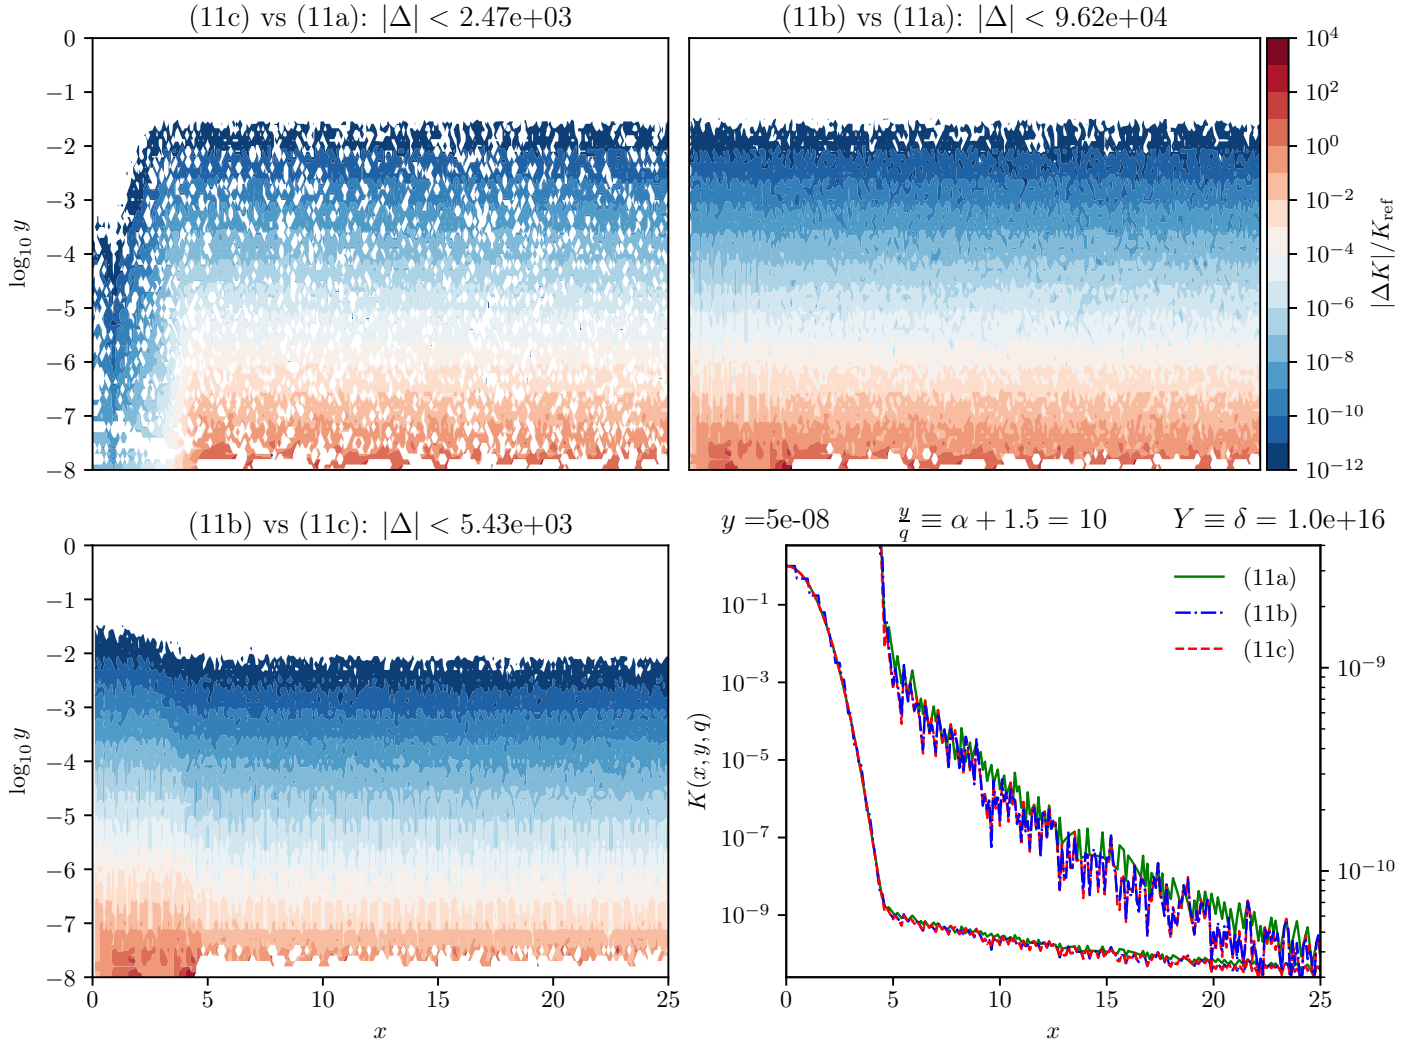 (11c) vs (11a): |Δ| < 2.47e+03
0
−1
−2
−3
−4
−5
−6
−7
−8
log₁₀ y
(11b) vs (11a): |Δ| < 9.62e+04
10⁴
10²
10⁰
10⁻²
10⁻⁴
10⁻⁶
10⁻⁸
10⁻¹⁰
10⁻¹²
|ΔK|/K_ref
(11b) vs (11c): |Δ| < 5.43e+03
0
−1
−2
−3
−4
−5
−6
−7
−8
log₁₀ y
0 5 10 15 20 25
x
y =5e-08 y/q ≡ α + 1.5 = 10 Y ≡ δ = 1.0e+16
(11a)
(11b)
(11c)
10⁻¹
10⁻³
10⁻⁵
10⁻⁷
10⁻⁹
K(x, y, q)
10⁻⁹
10⁻¹⁰
0 5 10 15 20 25
x